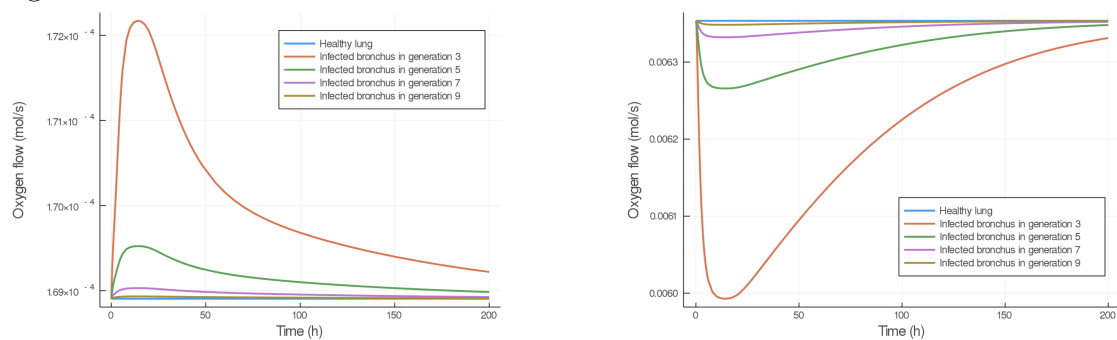 1.72×10 - 4
1.71×10 - 4
1.70×10 - 4
1.69×10 - 4
Oxygen flow (mol/s)
Healthy lung
Infected bronchus in generation 3
Infected bronchus in generation 5
Infected bronchus in generation 7
Infected bronchus in generation 9
0 50 100 150 200
Time (h)
0.0063
0.0062
0.0061
0.0060
Oxygen flow (mol/s)
Healthy lung
Infected bronchus in generation 3
Infected bronchus in generation 5
Infected bronchus in generation 7
Infected bronchus in generation 9
0 50 100 150 200
Time (h)